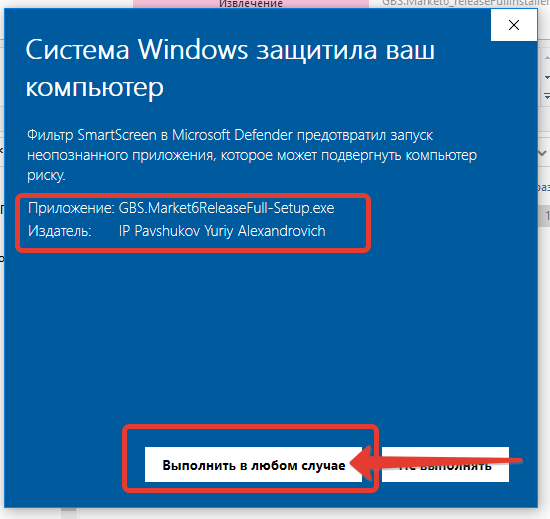 Извлечение
GBS.Market6_releaseFullInstaller
Система Windows защитила ваш
компьютер
Фильтр SmartScreen в Microsoft Defender предотвратил запуск
неопознанного приложения, которое может подвергнуть компьютер
риску.
Приложение: GBS.Market6ReleaseFull-Setup.exe
Издатель: IP Pavshukov Yuriy Alexandrovich
Выполнить в любом случае
Не выполнять